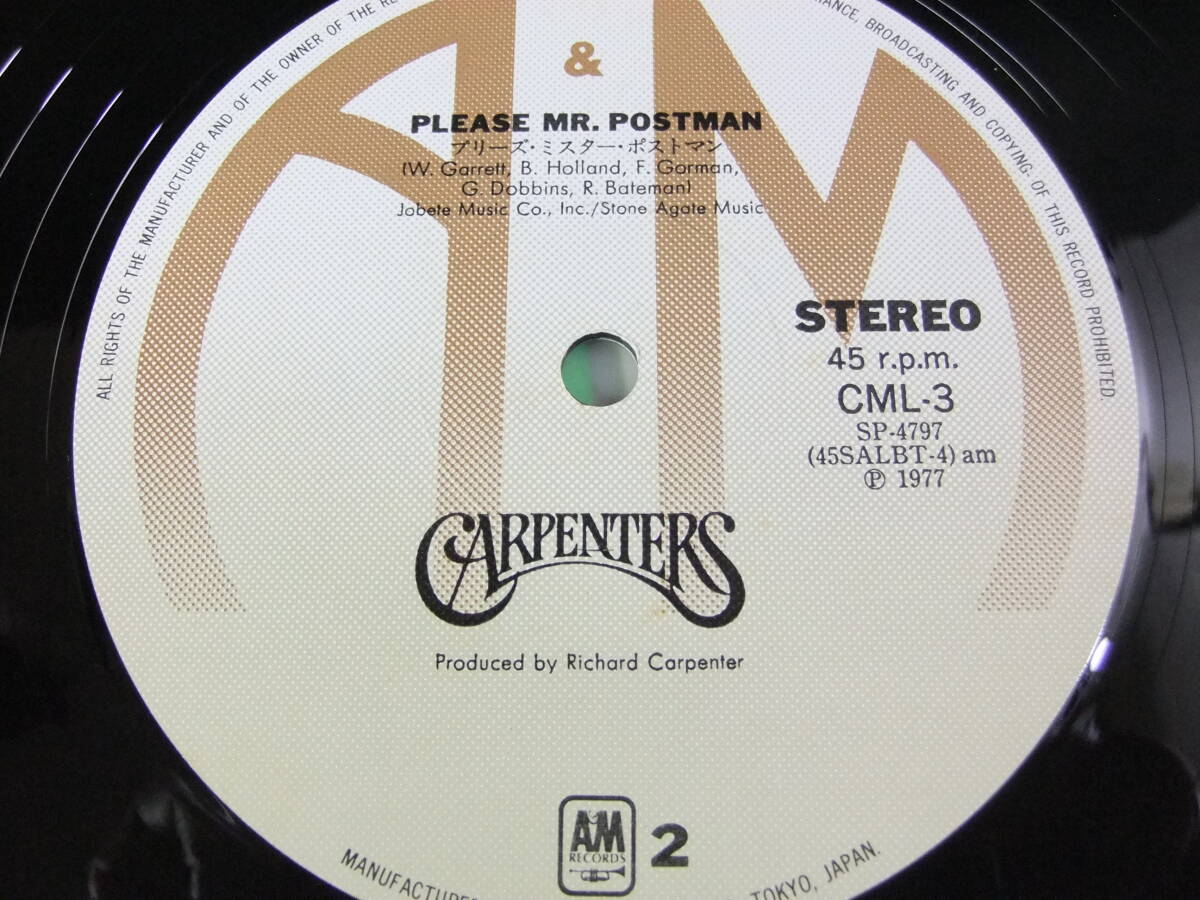 ALL RIGHTS OF THE MANUFACTURER AND OF THE OWNER OF THE
BROADCASTING AND COPYING· OF THIS RECORD PROHIBITED.
&
PLEASE MR. POSTMAN
プリーズ・ミスター・ポストマン
(W. Garrett, B. Holland, F. Gorman,
G. Dobbins, R. Bateman)
Jobete Music Co., Inc./Stone Agate Music
STEREO
45 r.p.m.
CML-3
SP-4797
(45SALBT-4) am
Ⓟ 1977
CARPENTERS
Produced by Richard Carpenter
A&M
RECORDS
2
TOKYO, JAPAN.